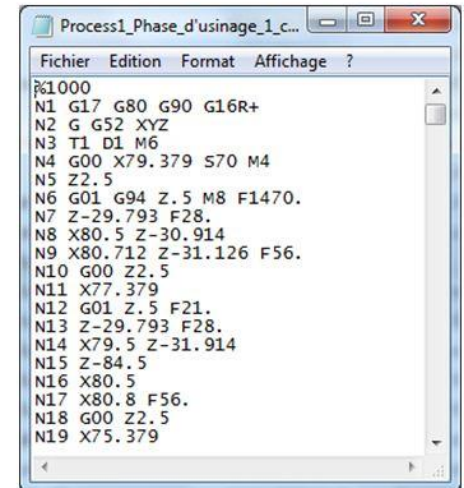 Process1_Phase_d'usinage_1_c...
Fichier Edition Format Affichage ?
%1000
N1 G17 G80 G90 G16R+
N2 G G52 XYZ
N3 T1 D1 M6
N4 G00 X79.379 S70 M4
N5 Z2.5
N6 G01 G94 Z.5 M8 F1470.
N7 Z-29.793 F28.
N8 X80.5 Z-30.914
N9 X80.712 Z-31.126 F56.
N10 G00 Z2.5
N11 X77.379
N12 G01 Z.5 F21.
N13 Z-29.793 F28.
N14 X79.5 Z-31.914
N15 Z-84.5
N16 X80.5
N17 X80.8 F56.
N18 G00 Z2.5
N19 X75.379